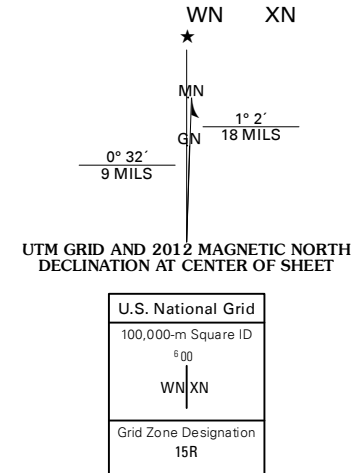 WN XN
★
MN
1° 2´
18 MILS
GN
0° 32´
9 MILS
UTM GRID AND 2012 MAGNETIC NORTH
DECLINATION AT CENTER OF SHEET
U.S. National Grid
100,000-m Square ID
⁶00
WN XN
Grid Zone Designation
15R